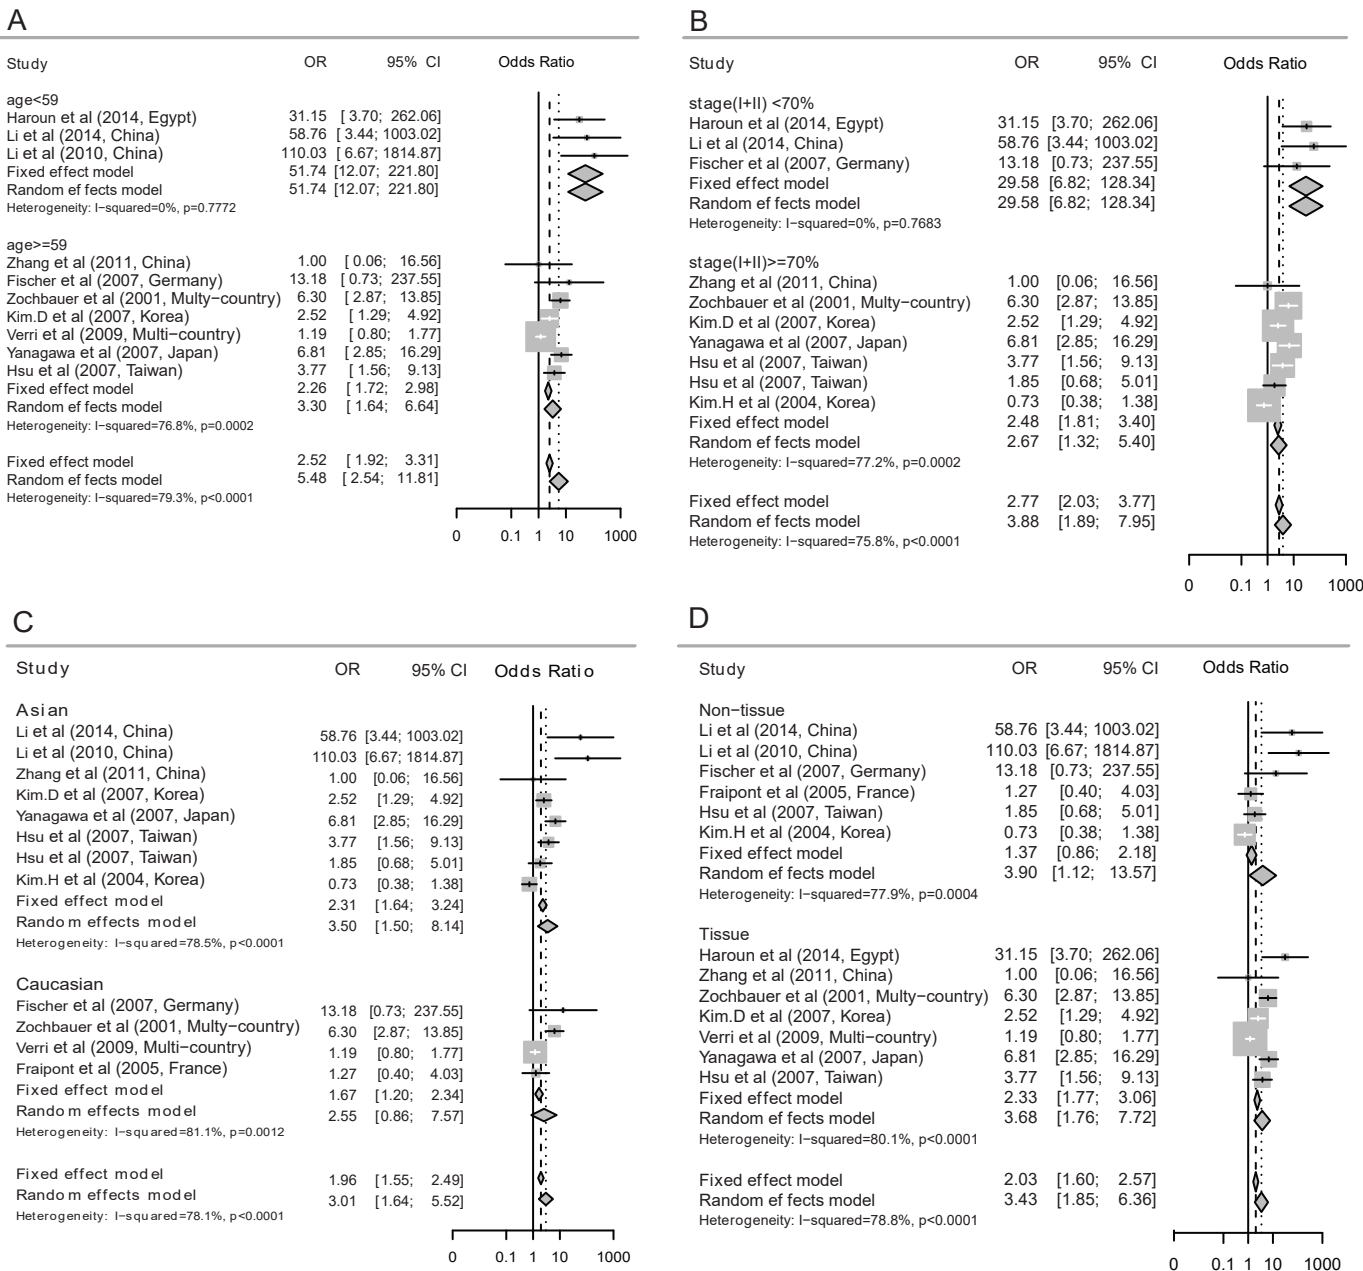 A
Study OR 95% CI Odds Ratio
age<59
Haroun et al (2014, Egypt) 31.15 [ 3.70; 262.06]
Li et al (2014, China) 58.76 [ 3.44; 1003.02]
Li et al (2010, China) 110.03 [ 6.67; 1814.87]
Fixed effect model 51.74 [12.07; 221.80]
Random ef fects model 51.74 [12.07; 221.80]
Heterogeneity: I−squared=0%, p=0.7772
age>=59
Zhang et al (2011, China) 1.00 [ 0.06; 16.56]
Fischer et al (2007, Germany) 13.18 [ 0.73; 237.55]
Zochbauer et al (2001, Multy−country) 6.30 [ 2.87; 13.85]
Kim.D et al (2007, Korea) 2.52 [ 1.29; 4.92]
Verri et al (2009, Multi−country) 1.19 [ 0.80; 1.77]
Yanagawa et al (2007, Japan) 6.81 [ 2.85; 16.29]
Hsu et al (2007, Taiwan) 3.77 [ 1.56; 9.13]
Fixed effect model 2.26 [ 1.72; 2.98]
Random ef fects model 3.30 [ 1.64; 6.64]
Heterogeneity: I−squared=76.8%, p=0.0002
Fixed effect model 2.52 [ 1.92; 3.31]
Random ef fects model 5.48 [ 2.54; 11.81]
Heterogeneity: I−squared=79.3%, p<0.0001
0 0.1 1 10 1000
B
Study OR 95% CI Odds Ratio
stage(I+II) <70%
Haroun et al (2014, Egypt) 31.15 [3.70; 262.06]
Li et al (2014, China) 58.76 [3.44; 1003.02]
Fischer et al (2007, Germany) 13.18 [0.73; 237.55]
Fixed effect model 29.58 [6.82; 128.34]
Random ef fects model 29.58 [6.82; 128.34]
Heterogeneity: I−squared=0%, p=0.7683
stage(I+II)>=70%
Zhang et al (2011, China) 1.00 [0.06; 16.56]
Zochbauer et al (2001, Multy−country) 6.30 [2.87; 13.85]
Kim.D et al (2007, Korea) 2.52 [1.29; 4.92]
Yanagawa et al (2007, Japan) 6.81 [2.85; 16.29]
Hsu et al (2007, Taiwan) 3.77 [1.56; 9.13]
Hsu et al (2007, Taiwan) 1.85 [0.68; 5.01]
Kim.H et al (2004, Korea) 0.73 [0.38; 1.38]
Fixed effect model 2.48 [1.81; 3.40]
Random ef fects model 2.67 [1.32; 5.40]
Heterogeneity: I−squared=77.2%, p=0.0002
Fixed effect model 2.77 [2.03; 3.77]
Random ef fects model 3.88 [1.89; 7.95]
Heterogeneity: I−squared=75.8%, p<0.0001
0 0.1 1 10 1000
C
Study OR 95% CI Odds Ratio
Asian
Li et al (2014, China) 58.76 [3.44; 1003.02]
Li et al (2010, China) 110.03 [6.67; 1814.87]
Zhang et al (2011, China) 1.00 [0.06; 16.56]
Kim.D et al (2007, Korea) 2.52 [1.29; 4.92]
Yanagawa et al (2007, Japan) 6.81 [2.85; 16.29]
Hsu et al (2007, Taiwan) 3.77 [1.56; 9.13]
Hsu et al (2007, Taiwan) 1.85 [0.68; 5.01]
Kim.H et al (2004, Korea) 0.73 [0.38; 1.38]
Fixed effect model 2.31 [1.64; 3.24]
Random effects model 3.50 [1.50; 8.14]
Heterogeneity: I−squared=78.5%, p<0.0001
Caucasian
Fischer et al (2007, Germany) 13.18 [0.73; 237.55]
Zochbauer et al (2001, Multy−country) 6.30 [2.87; 13.85]
Verri et al (2009, Multi−country) 1.19 [0.80; 1.77]
Fraipont et al (2005, France) 1.27 [0.40; 4.03]
Fixed effect model 1.67 [1.20; 2.34]
Random effects model 2.55 [0.86; 7.57]
Heterogeneity: I−squared=81.1%, p=0.0012
Fixed effect model 1.96 [1.55; 2.49]
Random effects model 3.01 [1.64; 5.52]
Heterogeneity: I−squared=78.1%, p<0.0001
0 0.1 1 10 1000
D
Study OR 95% CI Odds Ratio
Non−tissue
Li et al (2014, China) 58.76 [3.44; 1003.02]
Li et al (2010, China) 110.03 [6.67; 1814.87]
Fischer et al (2007, Germany) 13.18 [0.73; 237.55]
Fraipont et al (2005, France) 1.27 [0.40; 4.03]
Hsu et al (2007, Taiwan) 1.85 [0.68; 5.01]
Kim.H et al (2004, Korea) 0.73 [0.38; 1.38]
Fixed effect model 1.37 [0.86; 2.18]
Random ef fects model 3.90 [1.12; 13.57]
Heterogeneity: I−squared=77.9%, p=0.0004
Tissue
Haroun et al (2014, Egypt) 31.15 [3.70; 262.06]
Zhang et al (2011, China) 1.00 [0.06; 16.56]
Zochbauer et al (2001, Multy−country) 6.30 [2.87; 13.85]
Kim.D et al (2007, Korea) 2.52 [1.29; 4.92]
Verri et al (2009, Multi−country) 1.19 [0.80; 1.77]
Yanagawa et al (2007, Japan) 6.81 [2.85; 16.29]
Hsu et al (2007, Taiwan) 3.77 [1.56; 9.13]
Fixed effect model 2.33 [1.77; 3.06]
Random ef fects model 3.68 [1.76; 7.72]
Heterogeneity: I−squared=80.1%, p<0.0001
Fixed effect model 2.03 [1.60; 2.57]
Random ef fects model 3.43 [1.85; 6.36]
Heterogeneity: I−squared=78.8%, p<0.0001
0 0.1 1 10 1000